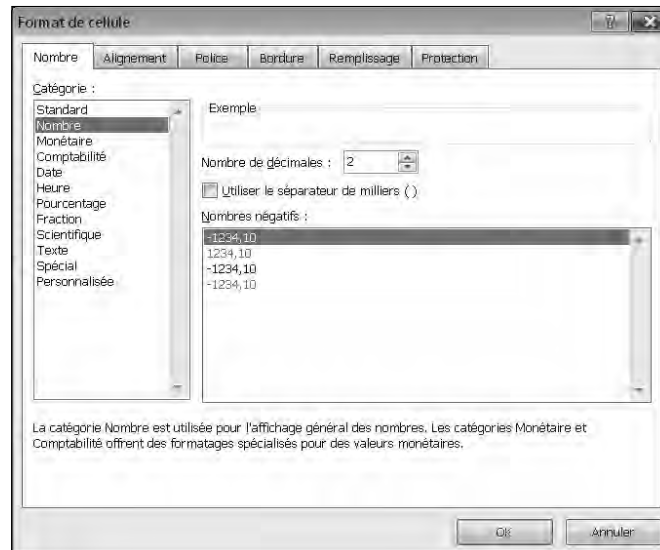 Format de cellule
Nombre Alignement Police Bordure Remplissage Protection
Catégorie :
Standard
Nombre
Monétaire
Comptabilité
Date
Heure
Pourcentage
Fraction
Scientifique
Texte
Spécial
Personnalisée
Exemple
Nombre de décimales : 2
Utiliser le séparateur de milliers ( )
Nombres négatifs :
-1234,10
1234,10
-1234,10
-1234,10
La catégorie Nombre est utilisée pour l'affichage général des nombres. Les catégories Monétaire et
Comptabilité offrent des formatages spécialisés pour des valeurs monétaires.
OK Annuler